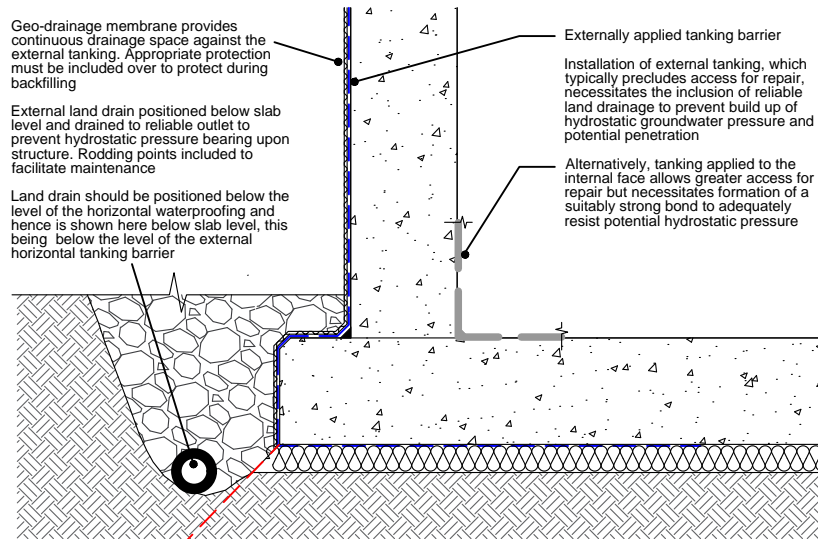 Geo-drainage membrane provides
continuous drainage space against the
external tanking. Appropriate protection
must be included over to protect during
backfilling
External land drain positioned below slab
level and drained to reliable outlet to
prevent hydrostatic pressure bearing upon
structure. Rodding points included to
facilitate maintenance
Land drain should be positioned below the
level of the horizontal waterproofing and
hence is shown here below slab level, this
being below the level of the external
horizontal tanking barrier
Externally applied tanking barrier
Installation of external tanking, which
typically precludes access for repair,
necessitates the inclusion of reliable
land drainage to prevent build up of
hydrostatic groundwater pressure and
potential penetration
Alternatively, tanking applied to the
internal face allows greater access for
repair but necessitates formation of a
suitably strong bond to adequately
resist potential hydrostatic pressure